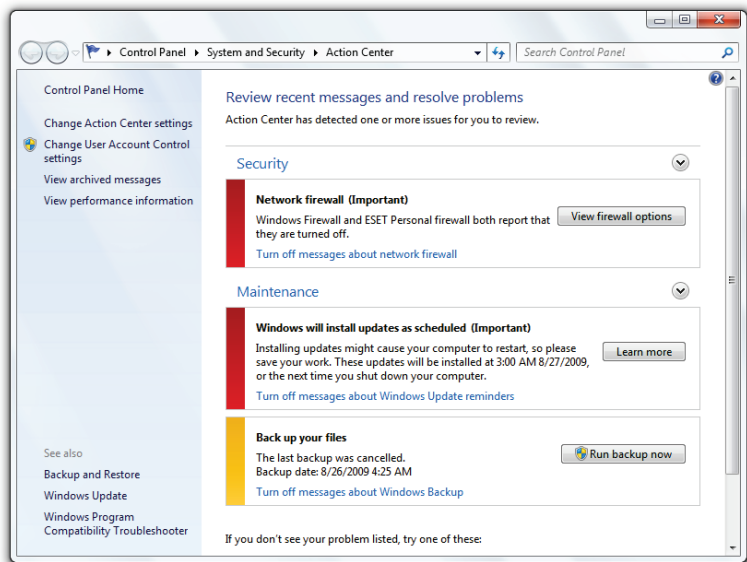 Control Panel ▸ System and Security ▸ Action Center
Search Control Panel
Control Panel Home
Change Action Center settings
Change User Account Control
settings
View archived messages
View performance information
See also
Backup and Restore
Windows Update
Windows Program
Compatibility Troubleshooter
Review recent messages and resolve problems
Action Center has detected one or more issues for you to review.
Security
Network firewall (Important)
Windows Firewall and ESET Personal firewall both report that
they are turned off.
View firewall options
Turn off messages about network firewall
Maintenance
Windows will install updates as scheduled (Important)
Installing updates might cause your computer to restart, so please
save your work. These updates will be installed at 3:00 AM 8/27/2009,
or the next time you shut down your computer.
Learn more
Turn off messages about Windows Update reminders
Back up your files
The last backup was cancelled.
Backup date: 8/26/2009 4:25 AM
Run backup now
Turn off messages about Windows Backup
If you don't see your problem listed, try one of these: